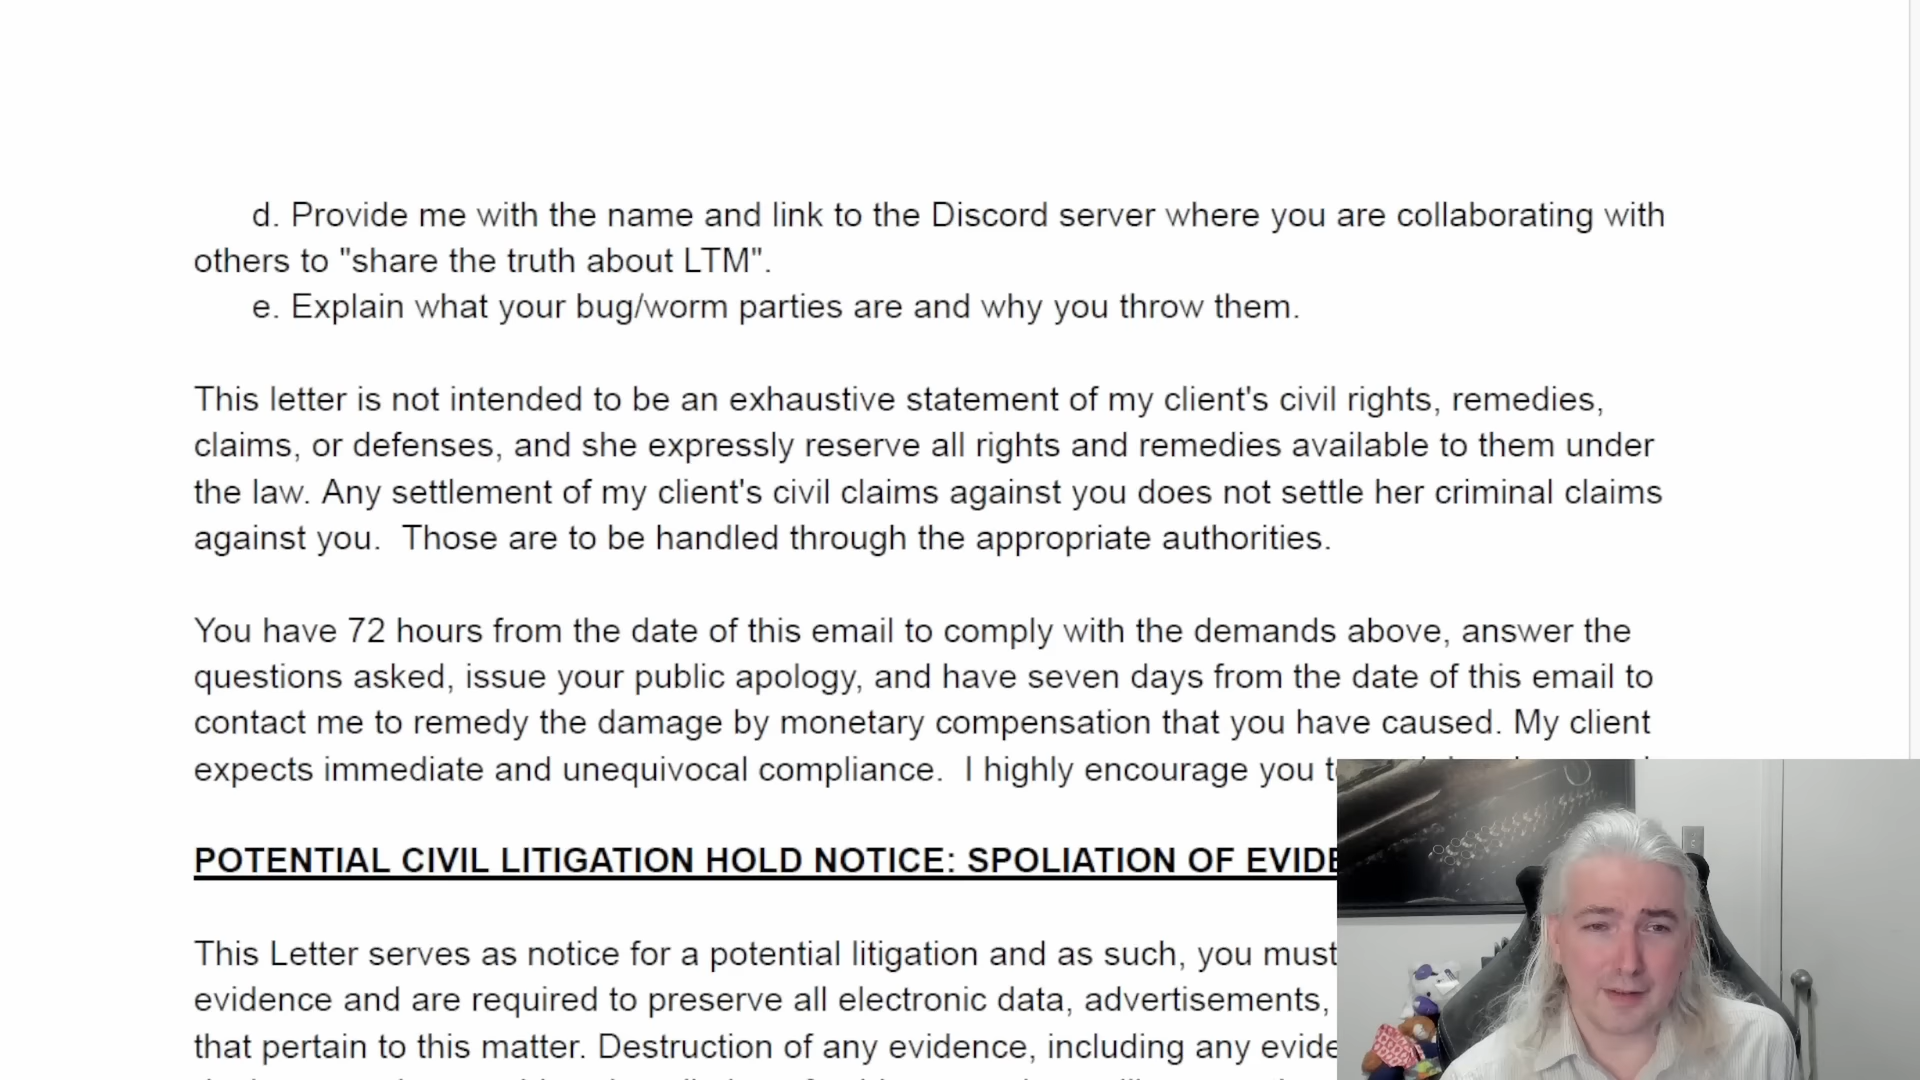 d. Provide me with the name and link to the Discord server where you are collaborating with
others to "share the truth about LTM".
e. Explain what your bug/worm parties are and why you throw them.
This letter is not intended to be an exhaustive statement of my client's civil rights, remedies,
claims, or defenses, and she expressly reserve all rights and remedies available to them under
the law. Any settlement of my client's civil claims against you does not settle her criminal claims
against you.  Those are to be handled through the appropriate authorities.
You have 72 hours from the date of this email to comply with the demands above, answer the
questions asked, issue your public apology, and have seven days from the date of this email to
contact me to remedy the damage by monetary compensation that you have caused. My client
expects immediate and unequivocal compliance.  I highly encourage you
POTENTIAL CIVIL LITIGATION HOLD NOTICE: SPOLIATION OF
This Letter serves as notice for a potential litigation and as such, you must
evidence and are required to preserve all electronic data, advertisements,
that pertain to this matter. Destruction of any evidence, including any